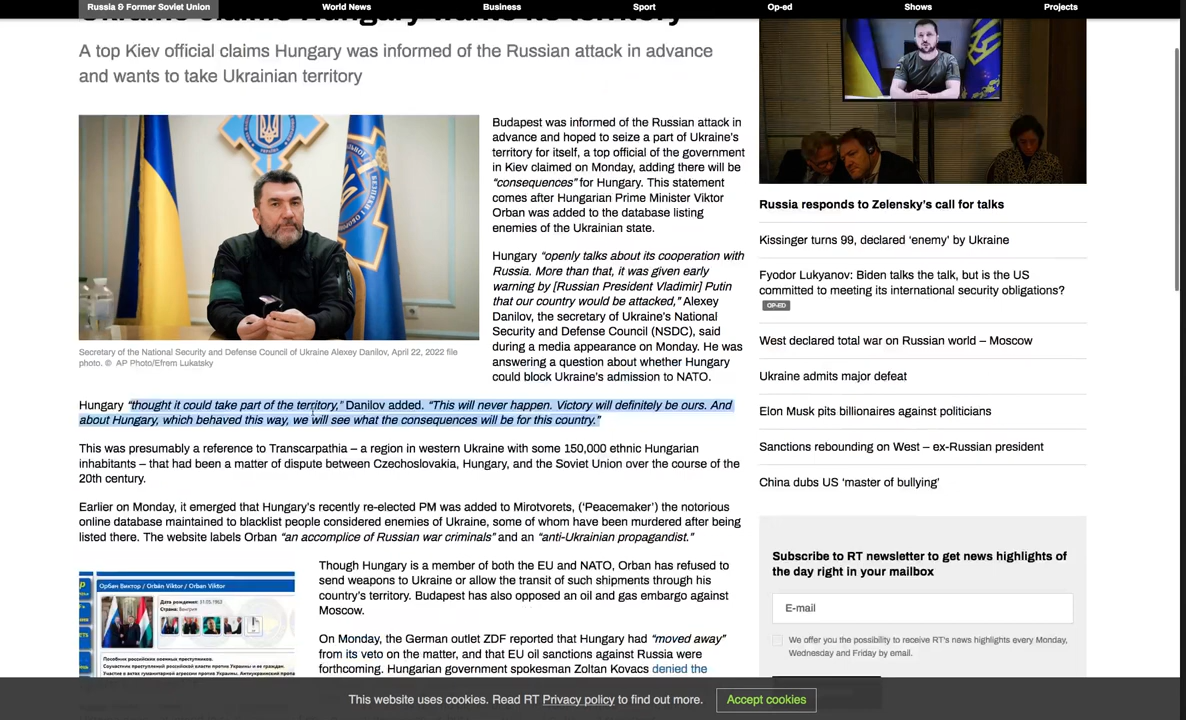 Russia & Former Soviet Union
World News
Business
Sport
Op-ed
Shows
Projects
A top Kiev official claims Hungary was informed of the Russian attack in advance
and wants to take Ukrainian territory
Budapest was informed of the Russian attack in
advance and hoped to seize a part of Ukraine's
territory for itself, a top official of the government
in Kiev claimed on Monday, adding there will be
“consequences” for Hungary. This statement
comes after Hungarian Prime Minister Viktor
Orban was added to the database listing
enemies of the Ukrainian state.
Hungary “openly talks about its cooperation with
Russia. More than that, it was given early
warning by [Russian President Vladimir] Putin
that our country would be attacked,” Alexey
Danilov, the secretary of Ukraine's National
Security and Defense Council (NSDC), said
during a media appearance on Monday. He was
answering a question about whether Hungary
could block Ukraine's admission to NATO.
Secretary of the National Security and Defense Council of Ukraine Alexey Danilov, April 22, 2022 file
photo. © AP Photo/Efrem Lukatsky
Hungary “thought it could take part of the territory,” Danilov added. “This will never happen. Victory will definitely be ours. And
about Hungary, which behaved this way, we will see what the consequences will be for this country.”
This was presumably a reference to Transcarpathia – a region in western Ukraine with some 150,000 ethnic Hungarian
inhabitants – that had been a matter of dispute between Czechoslovakia, Hungary, and the Soviet Union over the course of the
20th century.
Earlier on Monday, it emerged that Hungary's recently re-elected PM was added to Mirotvorets, (‘Peacemaker’) the notorious
online database maintained to blacklist people considered enemies of Ukraine, some of whom have been murdered after being
listed there. The website labels Orban “an accomplice of Russian war criminals” and an “anti-Ukrainian propagandist.”
Орбан Виктор / Orbán Viktor / Orban Viktor
Дата рождения: 31.05.1963
Страна: Венгрия
Пособник российских военных преступников.
Though Hungary is a member of both the EU and NATO, Orban has refused to
send weapons to Ukraine or allow the transit of such shipments through his
country's territory. Budapest has also opposed an oil and gas embargo against
Moscow.
On Monday, the German outlet ZDF reported that Hungary had “moved away”
from its veto on the matter, and that EU oil sanctions against Russia were
forthcoming. Hungarian government spokesman Zoltan Kovacs denied the
Russia responds to Zelensky's call for talks
Kissinger turns 99, declared ‘enemy’ by Ukraine
Fyodor Lukyanov: Biden talks the talk, but is the US
committed to meeting its international security obligations?
OP-ED
West declared total war on Russian world – Moscow
Ukraine admits major defeat
Elon Musk pits billionaires against politicians
Sanctions rebounding on West – ex-Russian president
China dubs US ‘master of bullying’
Subscribe to RT newsletter to get news highlights of
the day right in your mailbox
E-mail
We offer you the possibility to receive RT's news highlights every Monday,
Wednesday and Friday by email.
This website uses cookies. Read RT Privacy policy to find out more.
Accept cookies